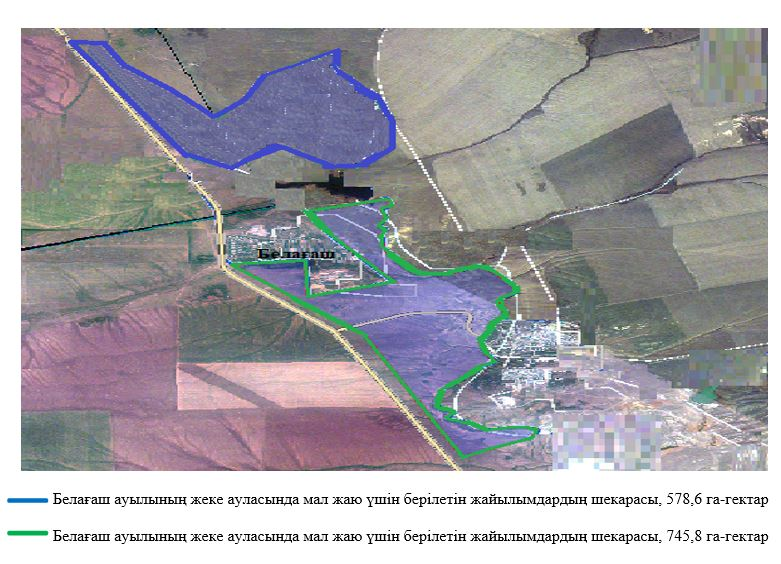 Белағаш
Белағаш ауылының жеке ауласында мал жаю үшін берілетін жайылымдардың шекарасы, 578,6 га-гектар
Белағаш ауылының жеке ауласында мал жаю үшін берілетін жайылымдардың шекарасы, 745,8 га-гектар